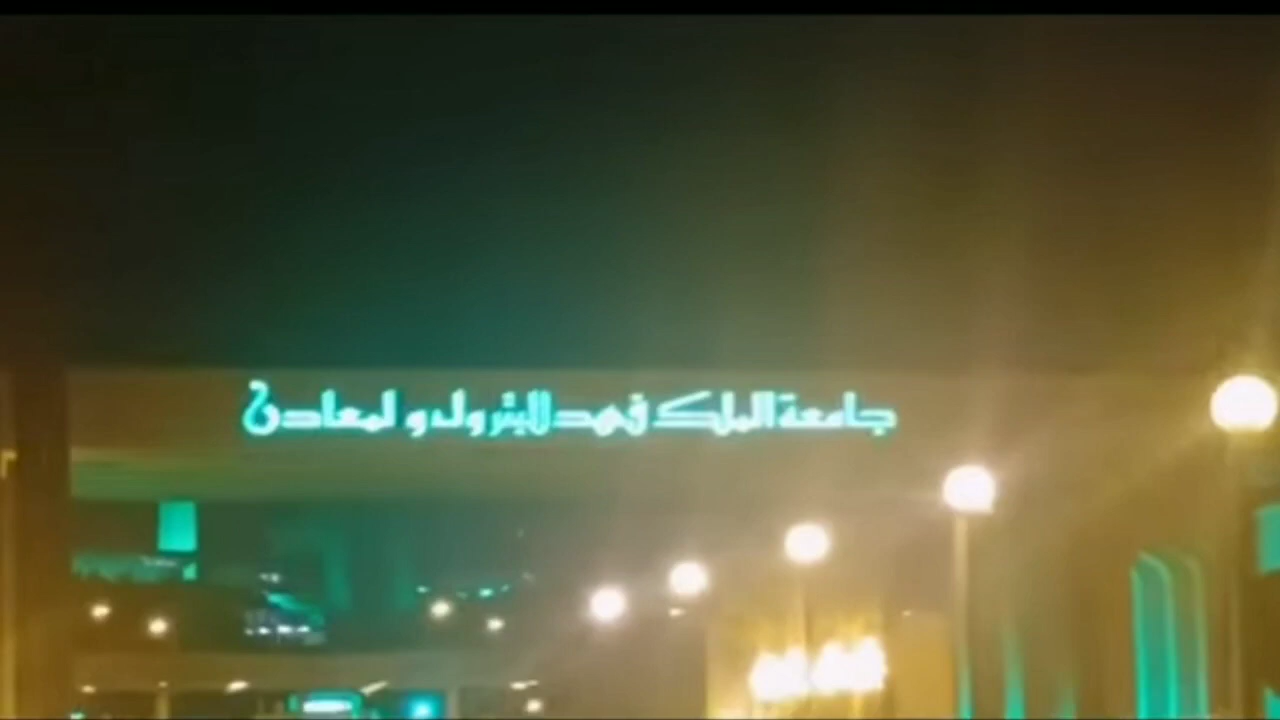 جامعة الملك فهد للبترول و المعادن